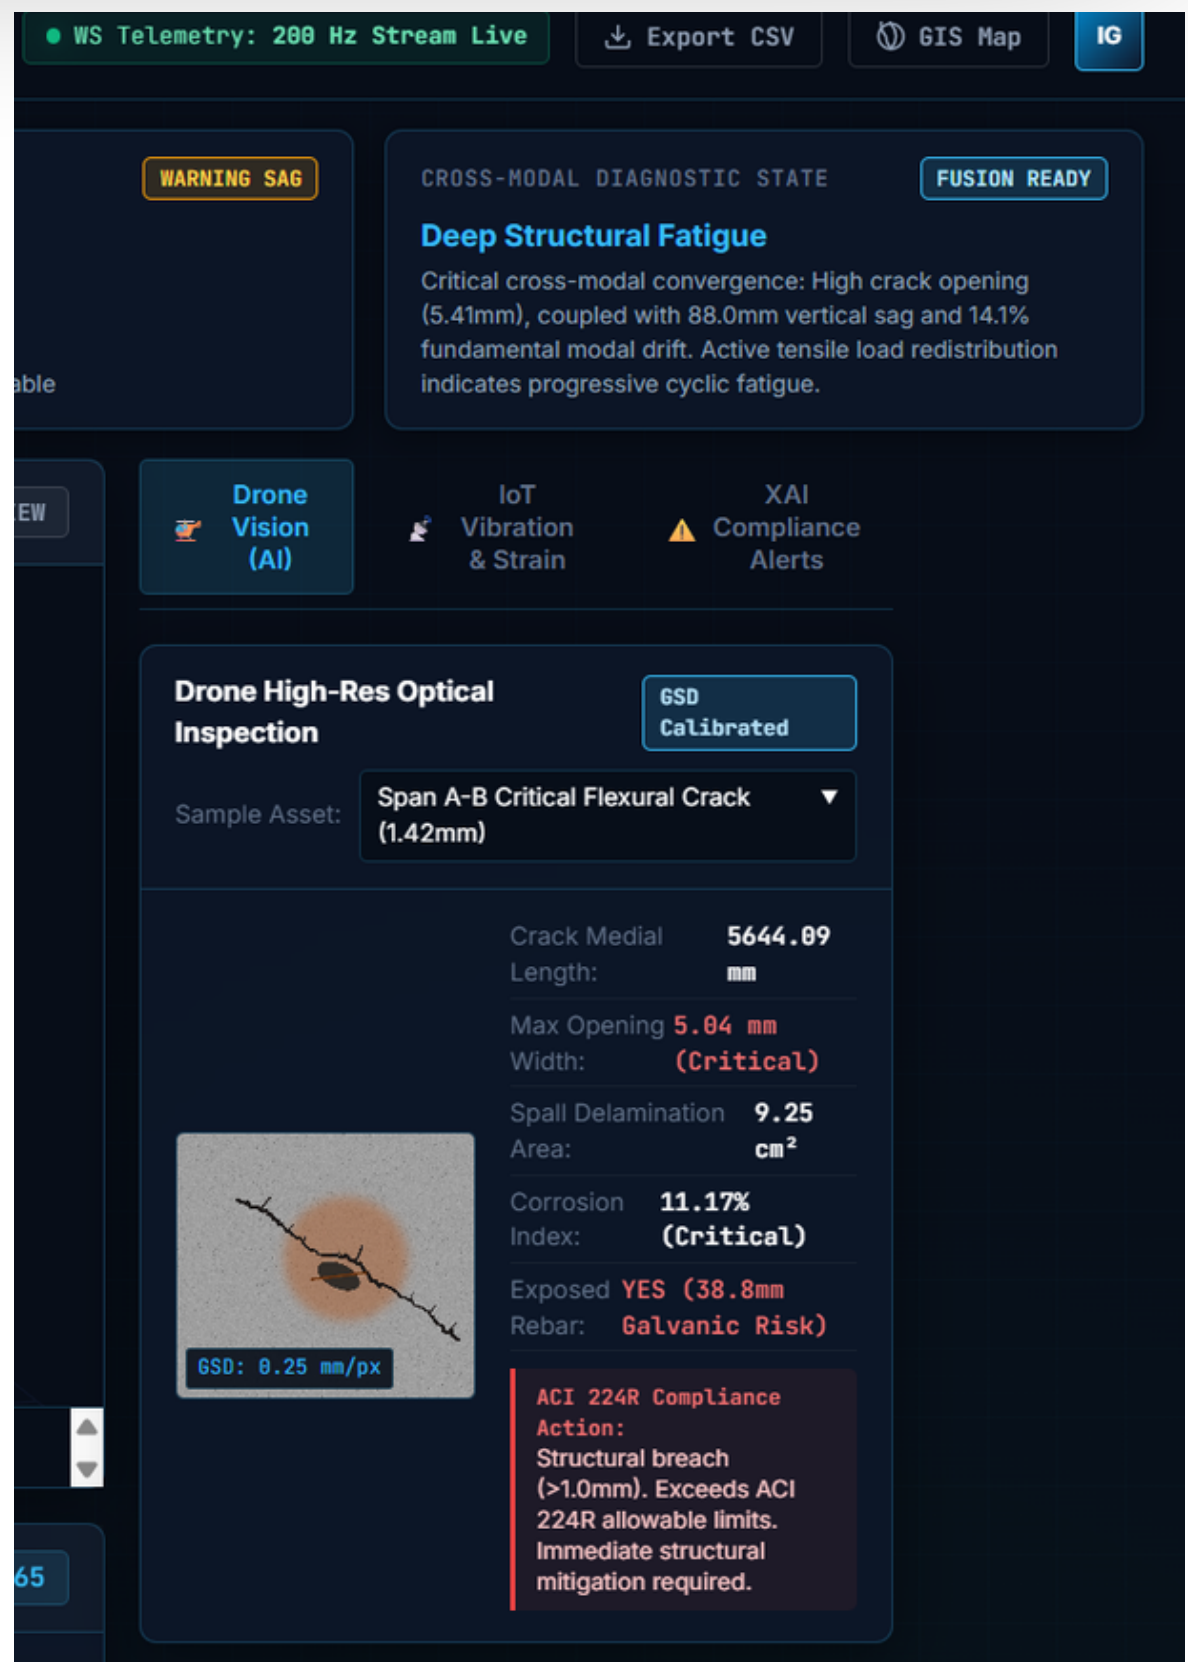 WS Telemetry: 200 Hz Stream Live
Export CSV
GIS Map
IG
WARNING SAG
able
CROSS-MODAL DIAGNOSTIC STATE
FUSION READY
Deep Structural Fatigue
Critical cross-modal convergence: High crack opening
(5.41mm), coupled with 88.0mm vertical sag and 14.1%
fundamental modal drift. Active tensile load redistribution
indicates progressive cyclic fatigue.
EW
Drone
Vision
(AI)
IoT
Vibration
& Strain
XAI
Compliance
Alerts
Drone High-Res Optical
Inspection
GSD
Calibrated
Sample Asset:
Span A-B Critical Flexural Crack
(1.42mm)
Crack Medial
Length:
5644.09
mm
Max Opening
Width:
5.04 mm
(Critical)
Spall Delamination
Area:
9.25
cm²
Corrosion
Index:
11.17%
(Critical)
Exposed
Rebar:
YES (38.8mm
Galvanic Risk)
GSD: 0.25 mm/px
ACI 224R Compliance
Action:
Structural breach
(>1.0mm). Exceeds ACI
224R allowable limits.
Immediate structural
mitigation required.
65